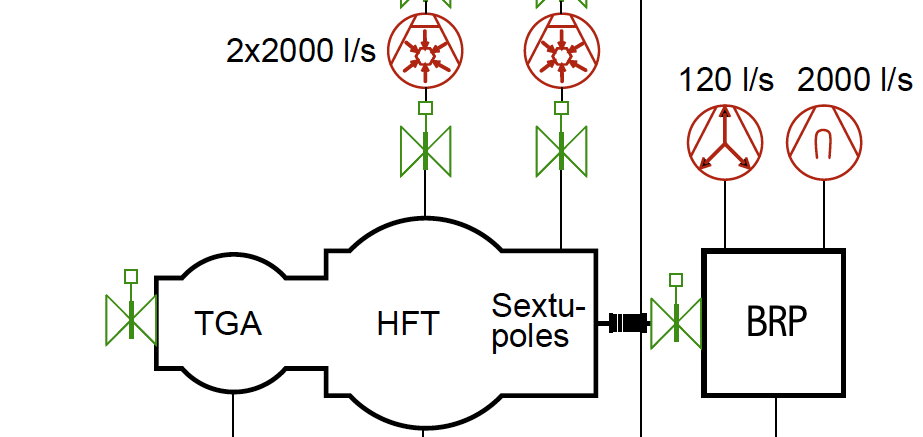 2x2000 l/s
120 l/s 2000 l/s
TGA
HFT
Sextu-
poles
BRP